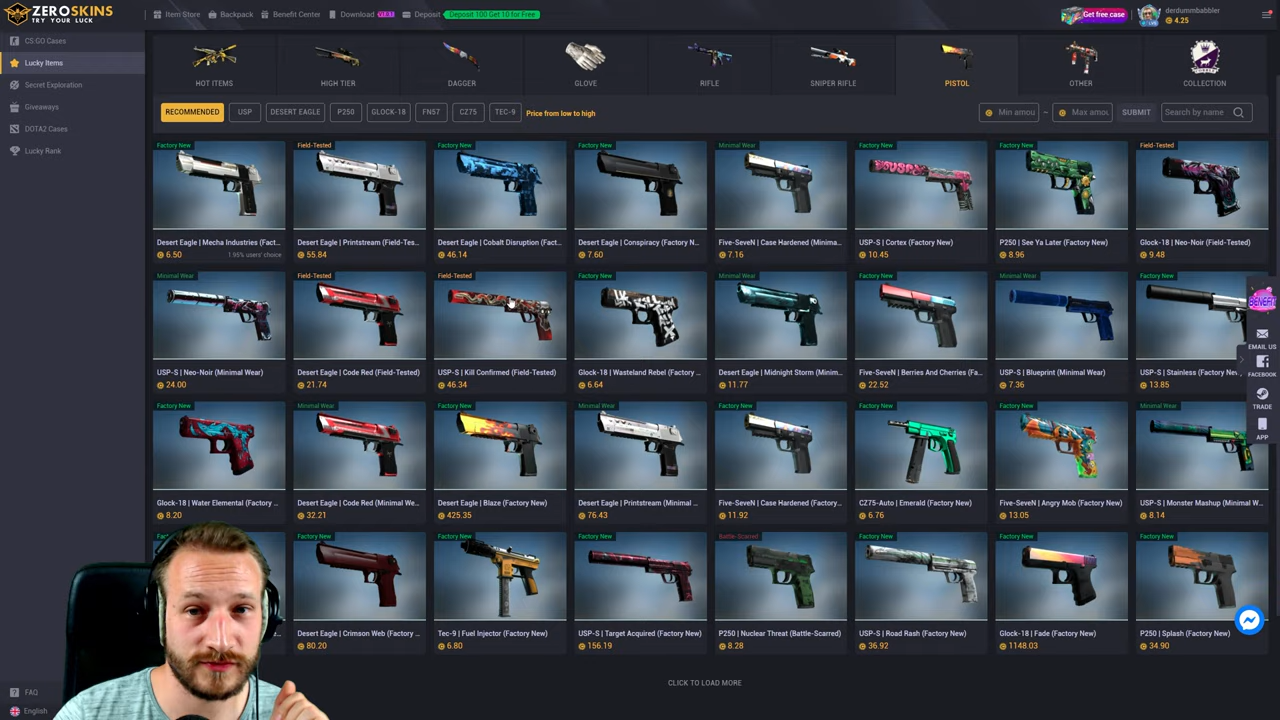 ZEROSKINS
TRY YOUR LUCK
Item Store
Backpack
Benefit Center
Download V1.8.1
Deposit
Deposit 100 Get 10 for Free
Get free case
derdummbabbler
4.25
CS:GO Cases
Lucky Items
Secret Exploration
Giveaways
DOTA2 Cases
Lucky Rank
HOT ITEMS
HIGH TIER
DAGGER
GLOVE
RIFLE
SNIPER RIFLE
PISTOL
OTHER
COLLECTION
RECOMMENDED
USP
DESERT EAGLE
P250
GLOCK-18
FN57
CZ75
TEC-9
Price from low to high
Min amou
~
Max amou
SUBMIT
Search by name
Factory New
Desert Eagle | Mecha Industries (Fact...
6.50
1.95% users' choice
Field-Tested
Desert Eagle | Printstream (Field-Tes...
55.84
Factory New
Desert Eagle | Cobalt Disruption (Fact...
46.14
Factory New
Desert Eagle | Conspiracy (Factory N...
7.60
Minimal Wear
Five-SeveN | Case Hardened (Minima...
7.16
Factory New
USP-S | Cortex (Factory New)
10.45
Factory New
P250 | See Ya Later (Factory New)
8.96
Field-Tested
Glock-18 | Neo-Noir (Field-Tested)
9.48
Minimal Wear
USP-S | Neo-Noir (Minimal Wear)
24.00
Field-Tested
Desert Eagle | Code Red (Field-Tested)
21.74
Field-Tested
USP-S | Kill Confirmed (Field-Tested)
46.34
Factory New
Glock-18 | Wasteland Rebel (Factory ...
6.64
Minimal Wear
Desert Eagle | Midnight Storm (Minim...
11.77
Factory New
Five-SeveN | Berries And Cherries (Fa...
22.52
Minimal Wear
USP-S | Blueprint (Minimal Wear)
7.36
Factory New
USP-S | Stainless (Factory New)
13.85
Factory New
Glock-18 | Water Elemental (Factory ...
8.20
Minimal Wear
Desert Eagle | Code Red (Minimal We...
32.21
Factory New
Desert Eagle | Blaze (Factory New)
425.35
Minimal Wear
Desert Eagle | Printstream (Minimal ...
76.43
Factory New
Five-SeveN | Case Hardened (Factory...
11.92
Factory New
CZ75-Auto | Emerald (Factory New)
6.76
Factory New
Five-SeveN | Angry Mob (Factory New)
13.05
Minimal Wear
USP-S | Monster Mashup (Minimal W...
8.14
Factory New
Desert Eagle | Crimson Web (Factory ...
80.20
Factory New
Tec-9 | Fuel Injector (Factory New)
6.80
Factory New
USP-S | Target Acquired (Factory New)
156.19
Battle-Scarred
P250 | Nuclear Threat (Battle-Scarred)
8.28
Factory New
USP-S | Road Rash (Factory New)
36.92
Factory New
Glock-18 | Fade (Factory New)
1148.03
Factory New
P250 | Splash (Factory New)
34.90
BENEFIT
EMAIL US
FACEBOOK
TRADE
APP
CLICK TO LOAD MORE
FAQ
English